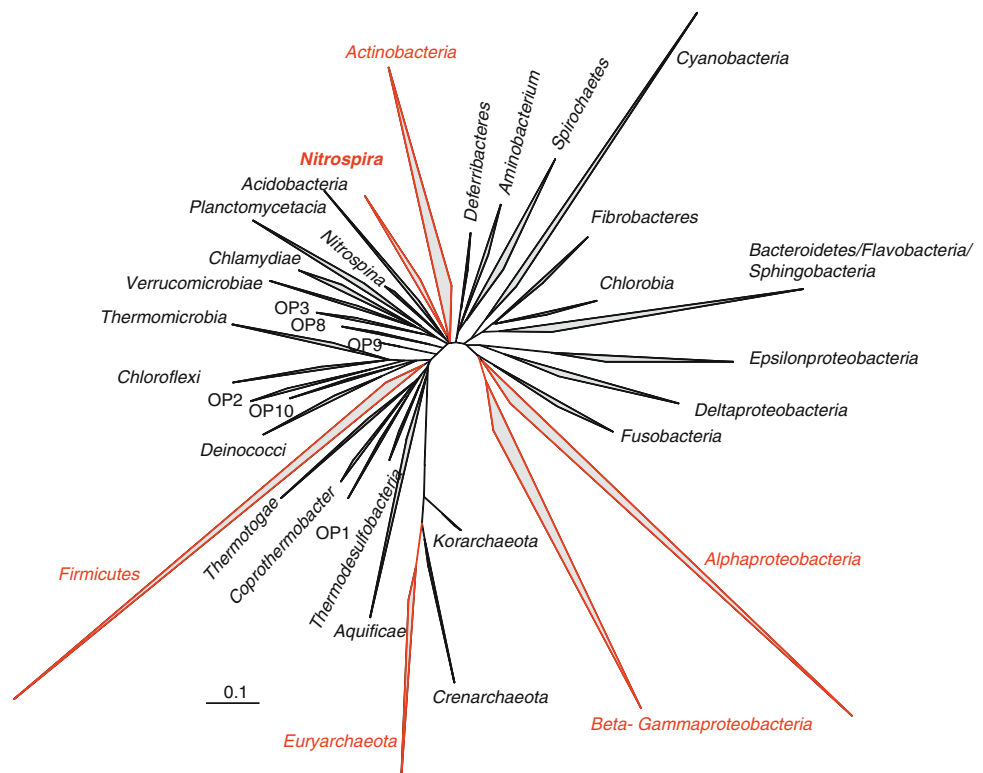 Cyanobacteria
Actinobacteria
Spirochaetes
Aminobacterium
Deferribacteres
Nitrospira
Acidobacteria
Planctomycetacia
Fibrobacteres
Nitrospina
Chlamydiae
Bacteroidetes/Flavobacteria/
Sphingobacteria
Verrucomicrobiae
Chlorobia
OP3
Thermomicrobia
OP8
OP9
Epsilonproteobacteria
Chloroflexi
OP2
OP10
Deltaproteobacteria
Fusobacteria
Deinococci
Thermotogae
Coprothermobacter
OP1
Thermodesulfobacteria
Korarchaeota
Alphaproteobacteria
Firmicutes
Aquificae
0.1
Crenarchaeota
Beta- Gammaproteobacteria
Euryarchaeota